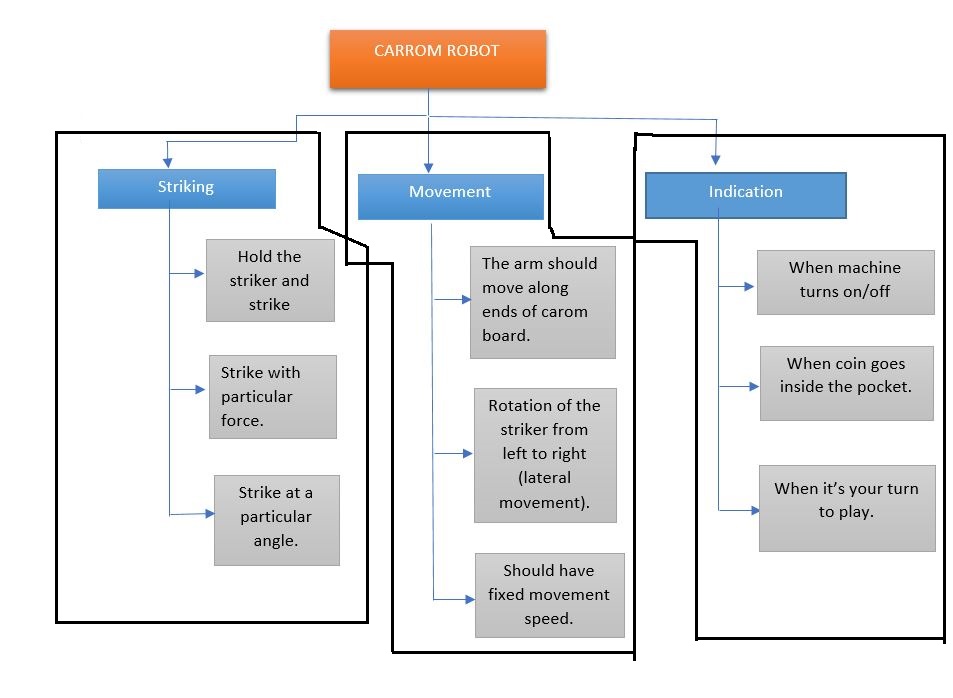 CARROM ROBOT
Striking
Hold the
striker and
strike
Strike with
particular
force.
Strike at a
particular
angle.
Movement
The arm should
move along
ends of carom
board.
Rotation of the
striker from
left to right
(lateral
movement).
Should have
fixed movement
speed.
Indication
When machine
turns on/off
When coin goes
inside the pocket.
When it’s your turn
to play.